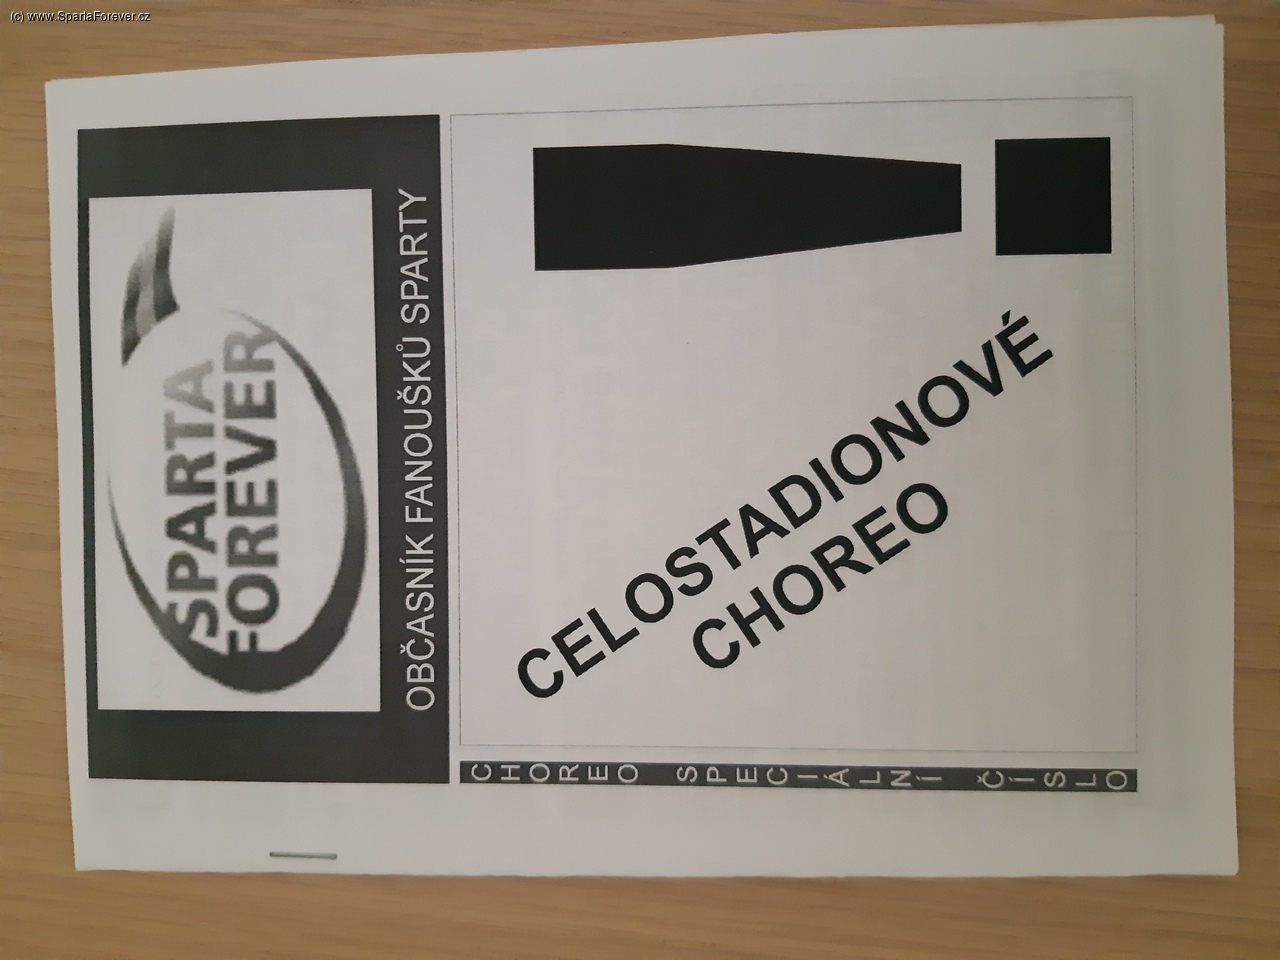 (c) www.SpartaForever.cz
SPARTA
FOREVER
OBČASNÍK FANOUŠKŮ SPARTY
CHOREO SPECIÁLNÍ ČÍSLO
CELOSTADIONOVÉ
CHOREO
!